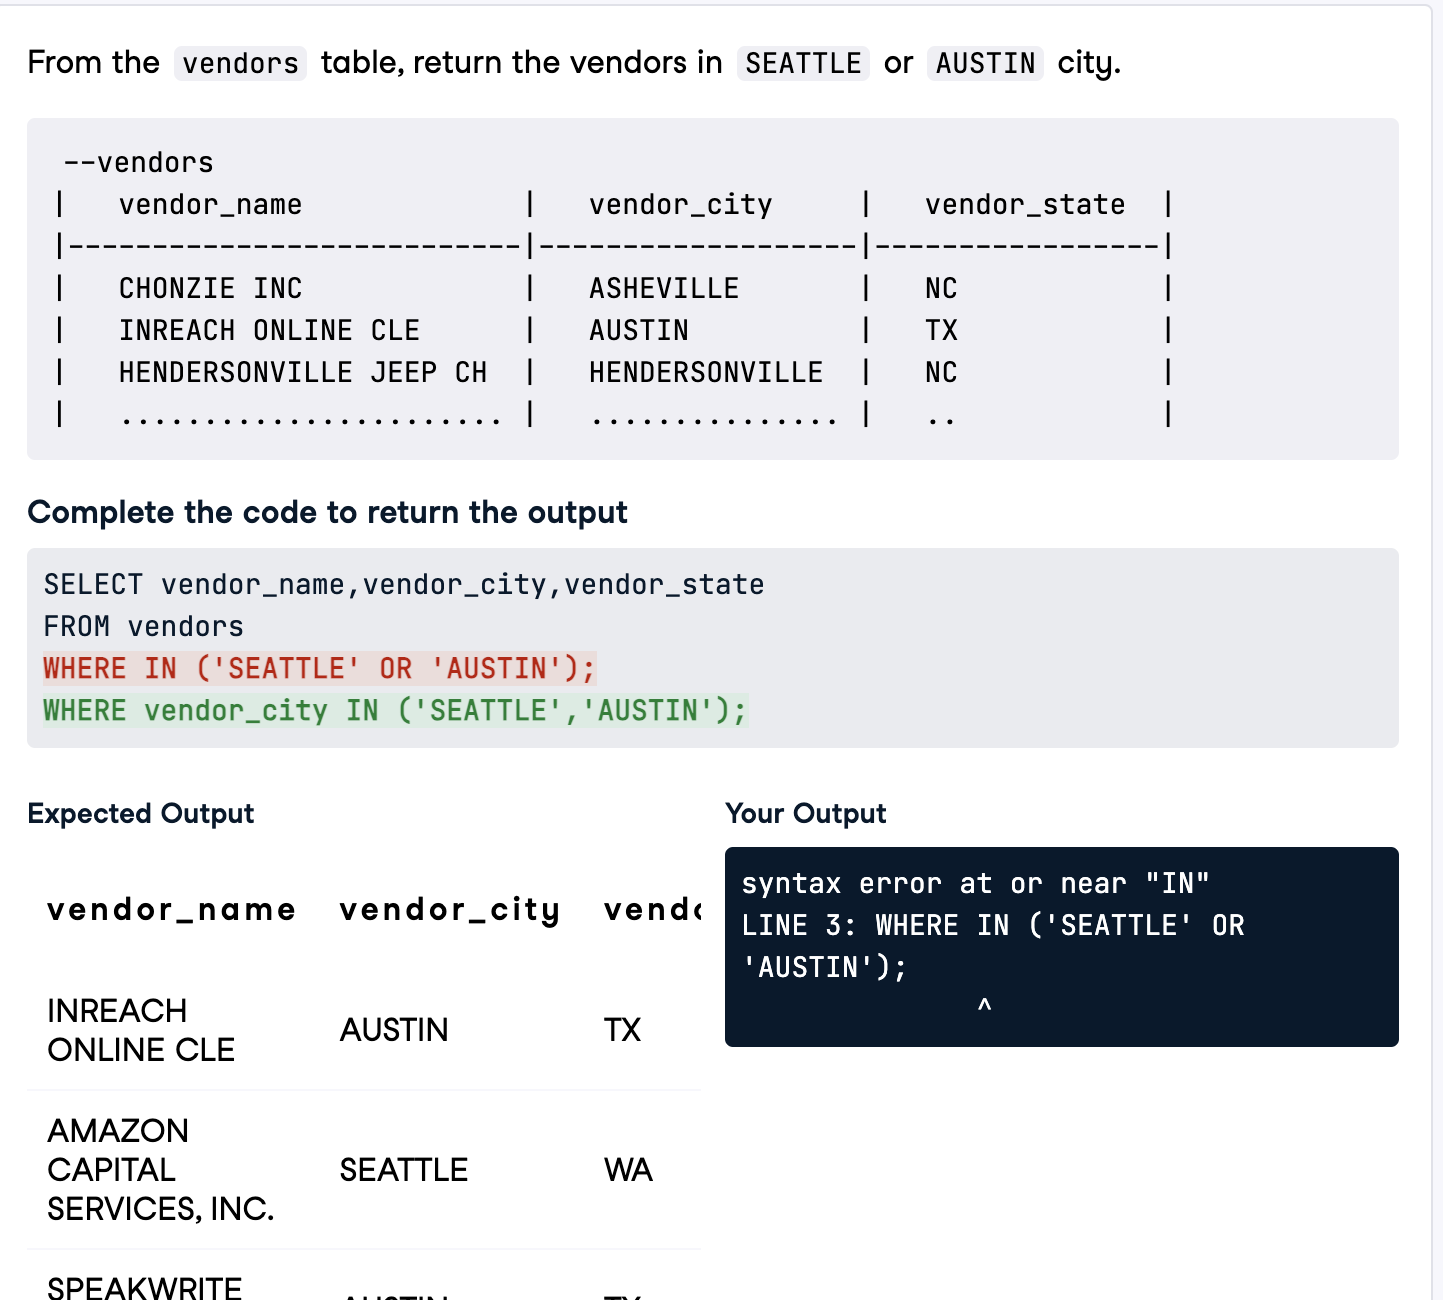 From the vendors table, return the vendors in SEATTLE or AUSTIN city.
--vendors
|   vendor_name             |   vendor_city     |   vendor_state  |
|---------------------------|-------------------|-----------------|
|   CHONZIE INC             |   ASHEVILLE       |   NC            |
|   INREACH ONLINE CLE      |   AUSTIN          |   TX            |
|   HENDERSONVILLE JEEP CH  |   HENDERSONVILLE  |   NC            |
|   ....................... |   ............... |   ..            |
Complete the code to return the output
SELECT vendor_name,vendor_city,vendor_state
FROM vendors
WHERE IN ('SEATTLE' OR 'AUSTIN');
WHERE vendor_city IN ('SEATTLE','AUSTIN');
Expected Output
vendor_name vendor_city
INREACH
ONLINE CLE
AUSTIN
TX
AMAZON
CAPITAL
SERVICES, INC.
SEATTLE
WA
SPEAKWRITE
Your Output
syntax error at or near "IN"
LINE 3: WHERE IN ('SEATTLE' OR
'AUSTIN');
^